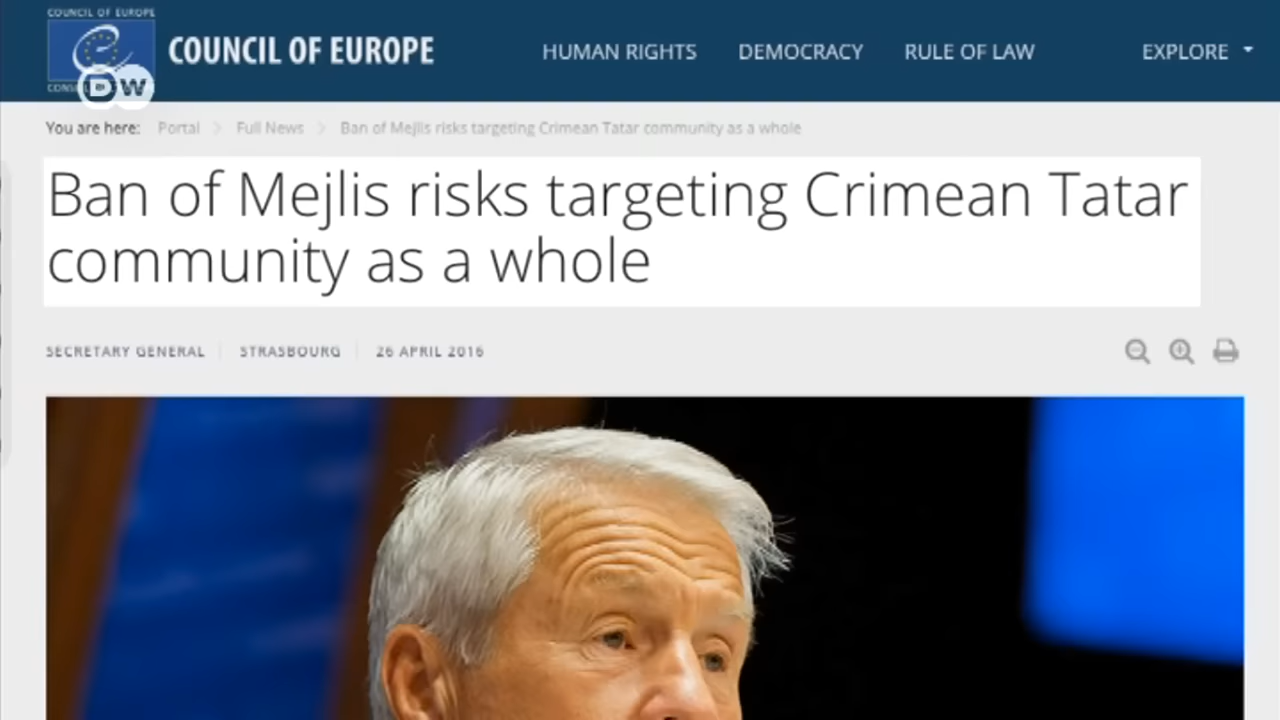 COUNCIL OF EUROPE
COUNCIL OF EUROPE
HUMAN RIGHTS
DEMOCRACY
RULE OF LAW
EXPLORE
DW
You are here: Portal Full News Ban of Mejlis risks targeting Crimean Tatar community as a whole
Ban of Mejlis risks targeting Crimean Tatar
community as a whole
SECRETARY GENERAL STRASBOURG 26 APRIL 2016